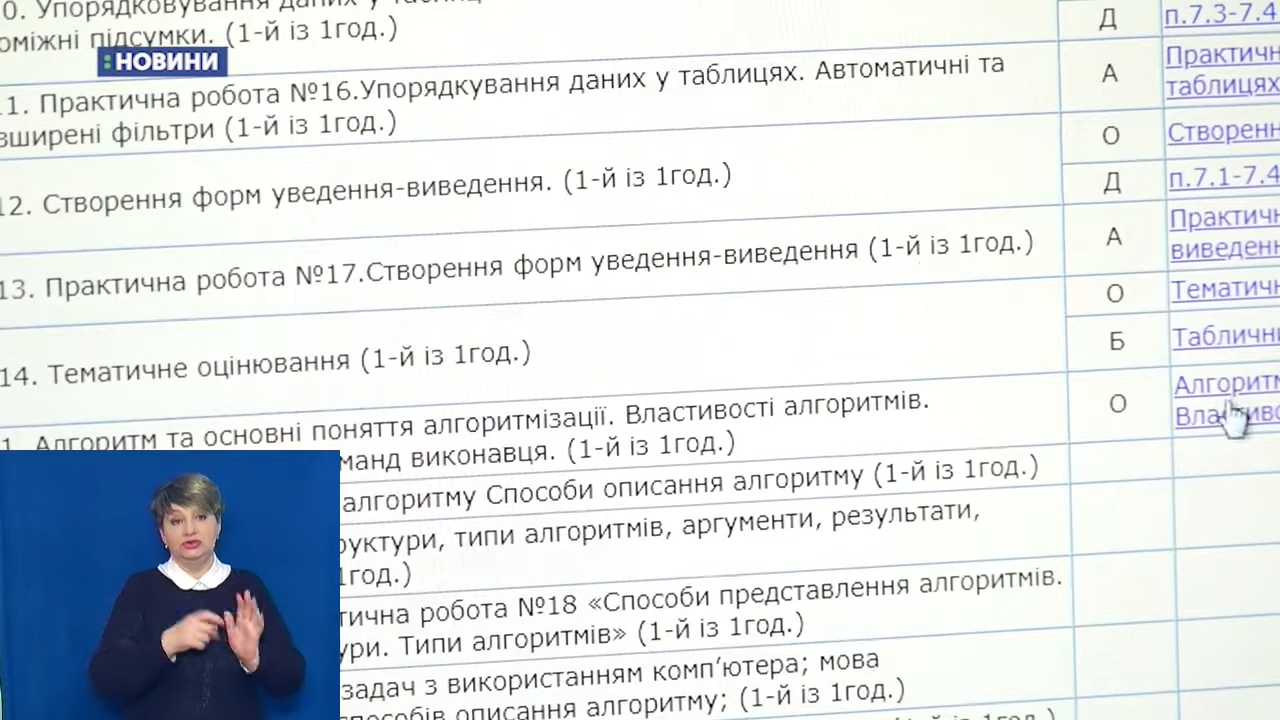 0. Упорядковування даних у таблиц
оміжні підсумки. (1-й із 1год.)
Д
п.7.3-7.4
:НОВИНИ
11. Практична робота №16.Упорядкування даних у таблицях. Автоматичні та
зширені фільтри (1-й із 1год.)
А
Практичн
таблицях
12. Створення форм уведення-виведення. (1-й із 1год.)
О
Створенн
Д
п.7.1-7.4
13. Практична робота №17.Створення форм уведення-виведення (1-й із 1год.)
А
Практичн
виведенн
14. Тематичне оцінювання (1-й із 1год.)
О
Тематичн
Б
Табличн
1. Алгоритм та основні поняття алгоритмізації. Властивості алгоритмів.
манд виконавця. (1-й із 1год.)
О
Алгоритм
алгоритму Способи описання алгоритму (1-й із 1год.)
руктури, типи алгоритмів, аргументи, результати,
1год.)
тична робота №18 «Способи представлення алгоритмів.
ури. Типи алгоритмів» (1-й із 1год.)
задач з використанням комп’ютера; мова
способів описання алгоритму; (1-й із 1год.)